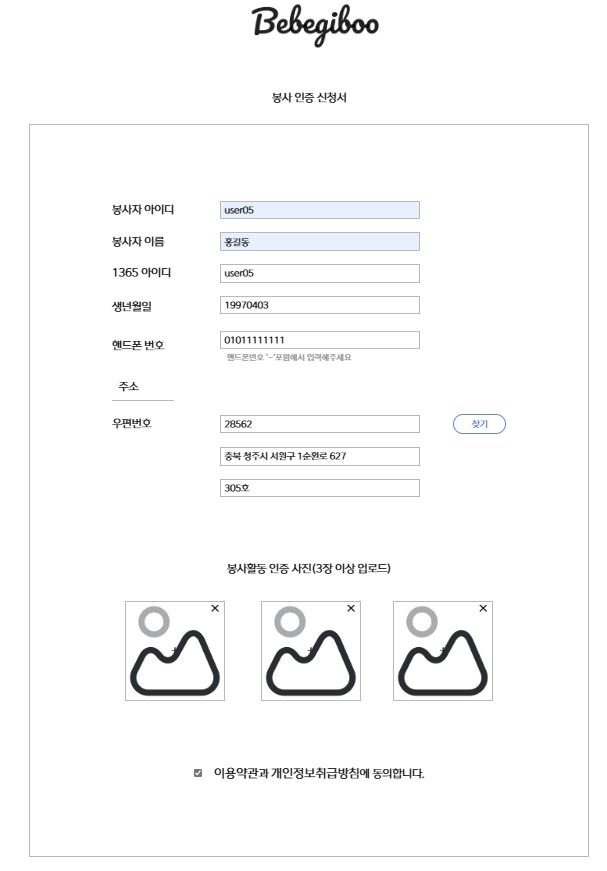 Bebegiboo
봉사 인증 신청서
봉사자 아이디 user05
봉사자 이름 홍길동
1365 아이디 user05
생년월일 19970403
핸드폰 번호 01011111111
핸드폰번호 '-'포함해서 입력해주세요
주소
우편번호 28562 찾기
충북 청주시 서원구 1순환로 627
305호
봉사활동 인증 사진(3장 이상 업로드)
이용약관과 개인정보취급방침에 동의합니다.